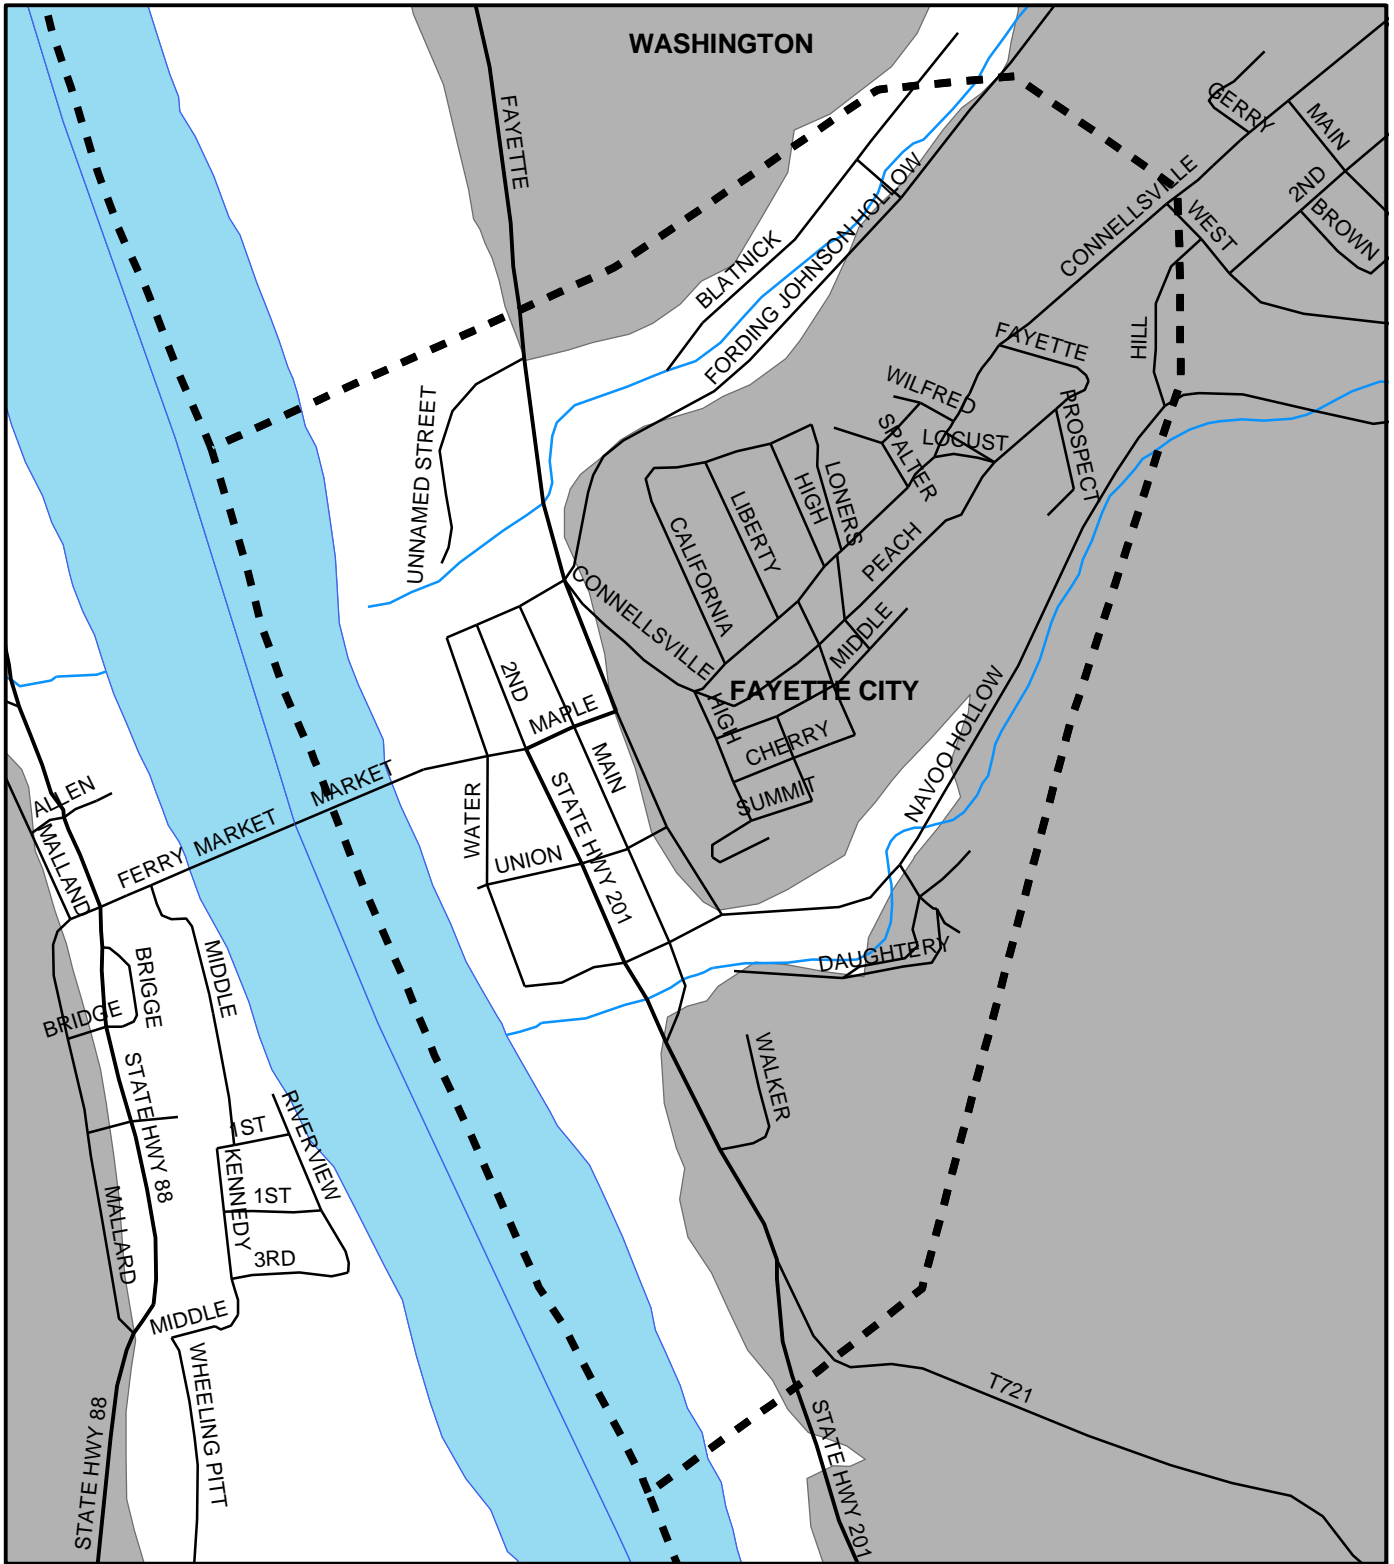 WASHINGTON
FAYETTE
GERRY
MAIN
CONNELLSVILLE
2ND
WEST
BROWN
BLATNICK
FORDING JOHNSON HOLLOW
HILL
FAYETTE
WILFRED
UNNAMED STREET
SPALTER
LOCUST
PROSPECT
LONERS
HIGH
LIBERTY
CALIFORNIA
PEACH
CONNELLSVILLE
MIDDLE
2ND
FAYETTE CITY
MAPLE
HIGH
CHERRY
NAVOO HOLLOW
MAIN
STATE HWY 201
SUMMIT
MARKET
WATER
ALLEN
MARKET
MALLAND
FERRY
UNION
DAUGHTERY
BRIGGE
MIDDLE
BRIDGE
WALKER
STATE HWY 88
RIVERVIEW
1ST
KENNEDY
1ST
MALLARD
3RD
MIDDLE
WHEELING PITT
T721
STATE HWY 88
STATE HWY 201